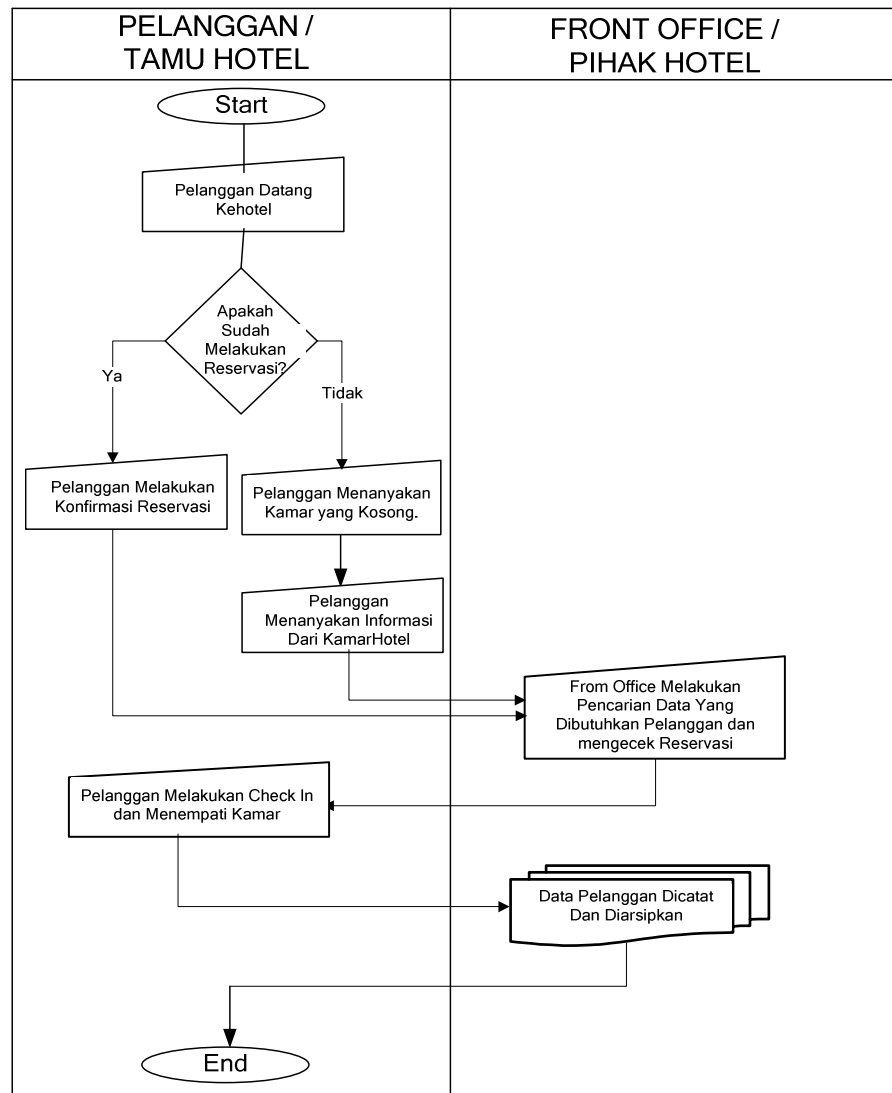 PELANGGAN /
TAMU HOTEL
FRONT OFFICE /
PIHAK HOTEL
Start
Pelanggan Datang
Kehotel
Apakah
Sudah
Melakukan
Reservasi?
Ya
Tidak
Pelanggan Melakukan
Konfirmasi Reservasi
Pelanggan Menanyakan
Kamar yang Kosong.
Pelanggan
Menanyakan Informasi
Dari KamarHotel
From Office Melakukan
Pencarian Data Yang
Dibutuhkan Pelanggan dan
mengecek Reservasi
Pelanggan Melakukan Check In
dan Menempati Kamar
Data Pelanggan Dicatat
Dan Diarsipkan
End